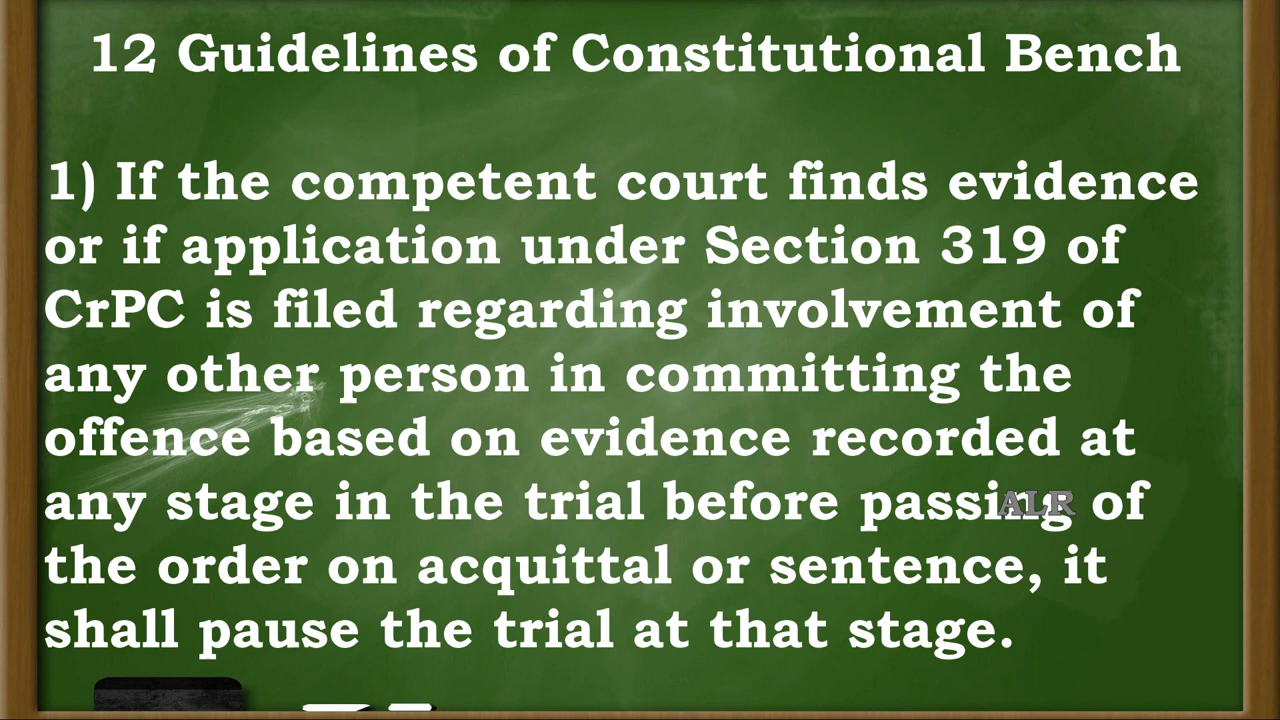 12 Guidelines of Constitutional Bench
1) If the competent court finds evidence
or if application under Section 319 of
CrPC is filed regarding involvement of
any other person in committing the
offence based on evidence recorded at
any stage in the trial before passing of
the order on acquittal or sentence, it
shall pause the trial at that stage.
ALR